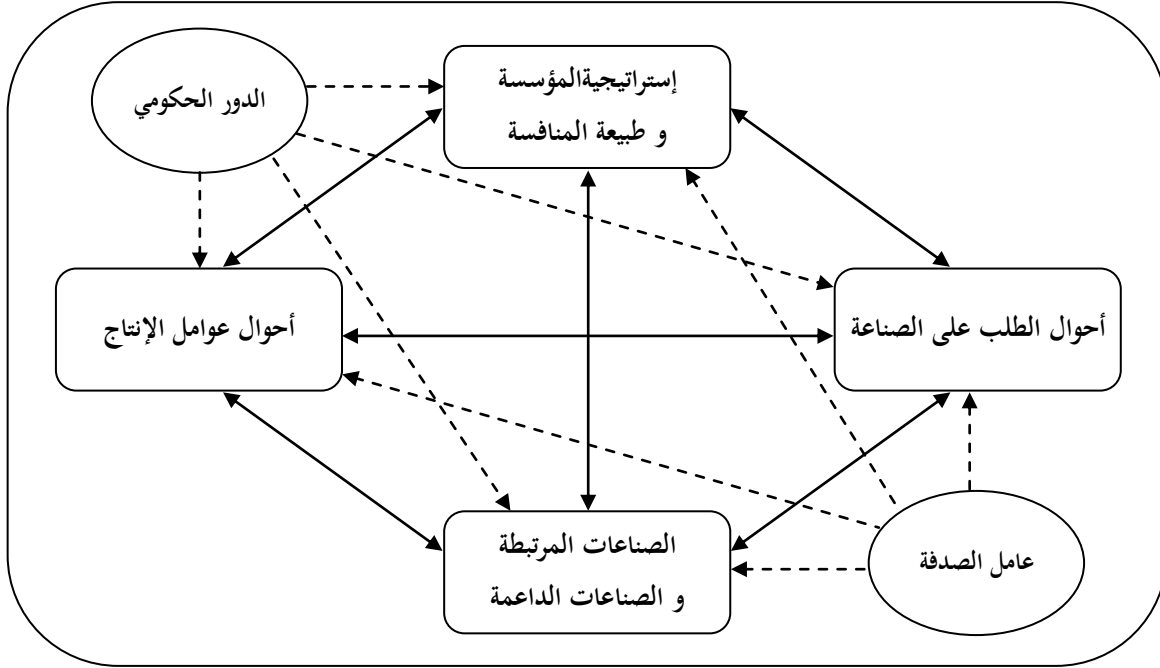 إستراتيجيةالمؤسسة
و طبيعة المنافسة
الدور الحكومي
أحوال الطلب على الصناعة
أحوال عوامل الإنتاج
الصناعات المرتبطة
و الصناعات الداعمة
عامل الصدفة